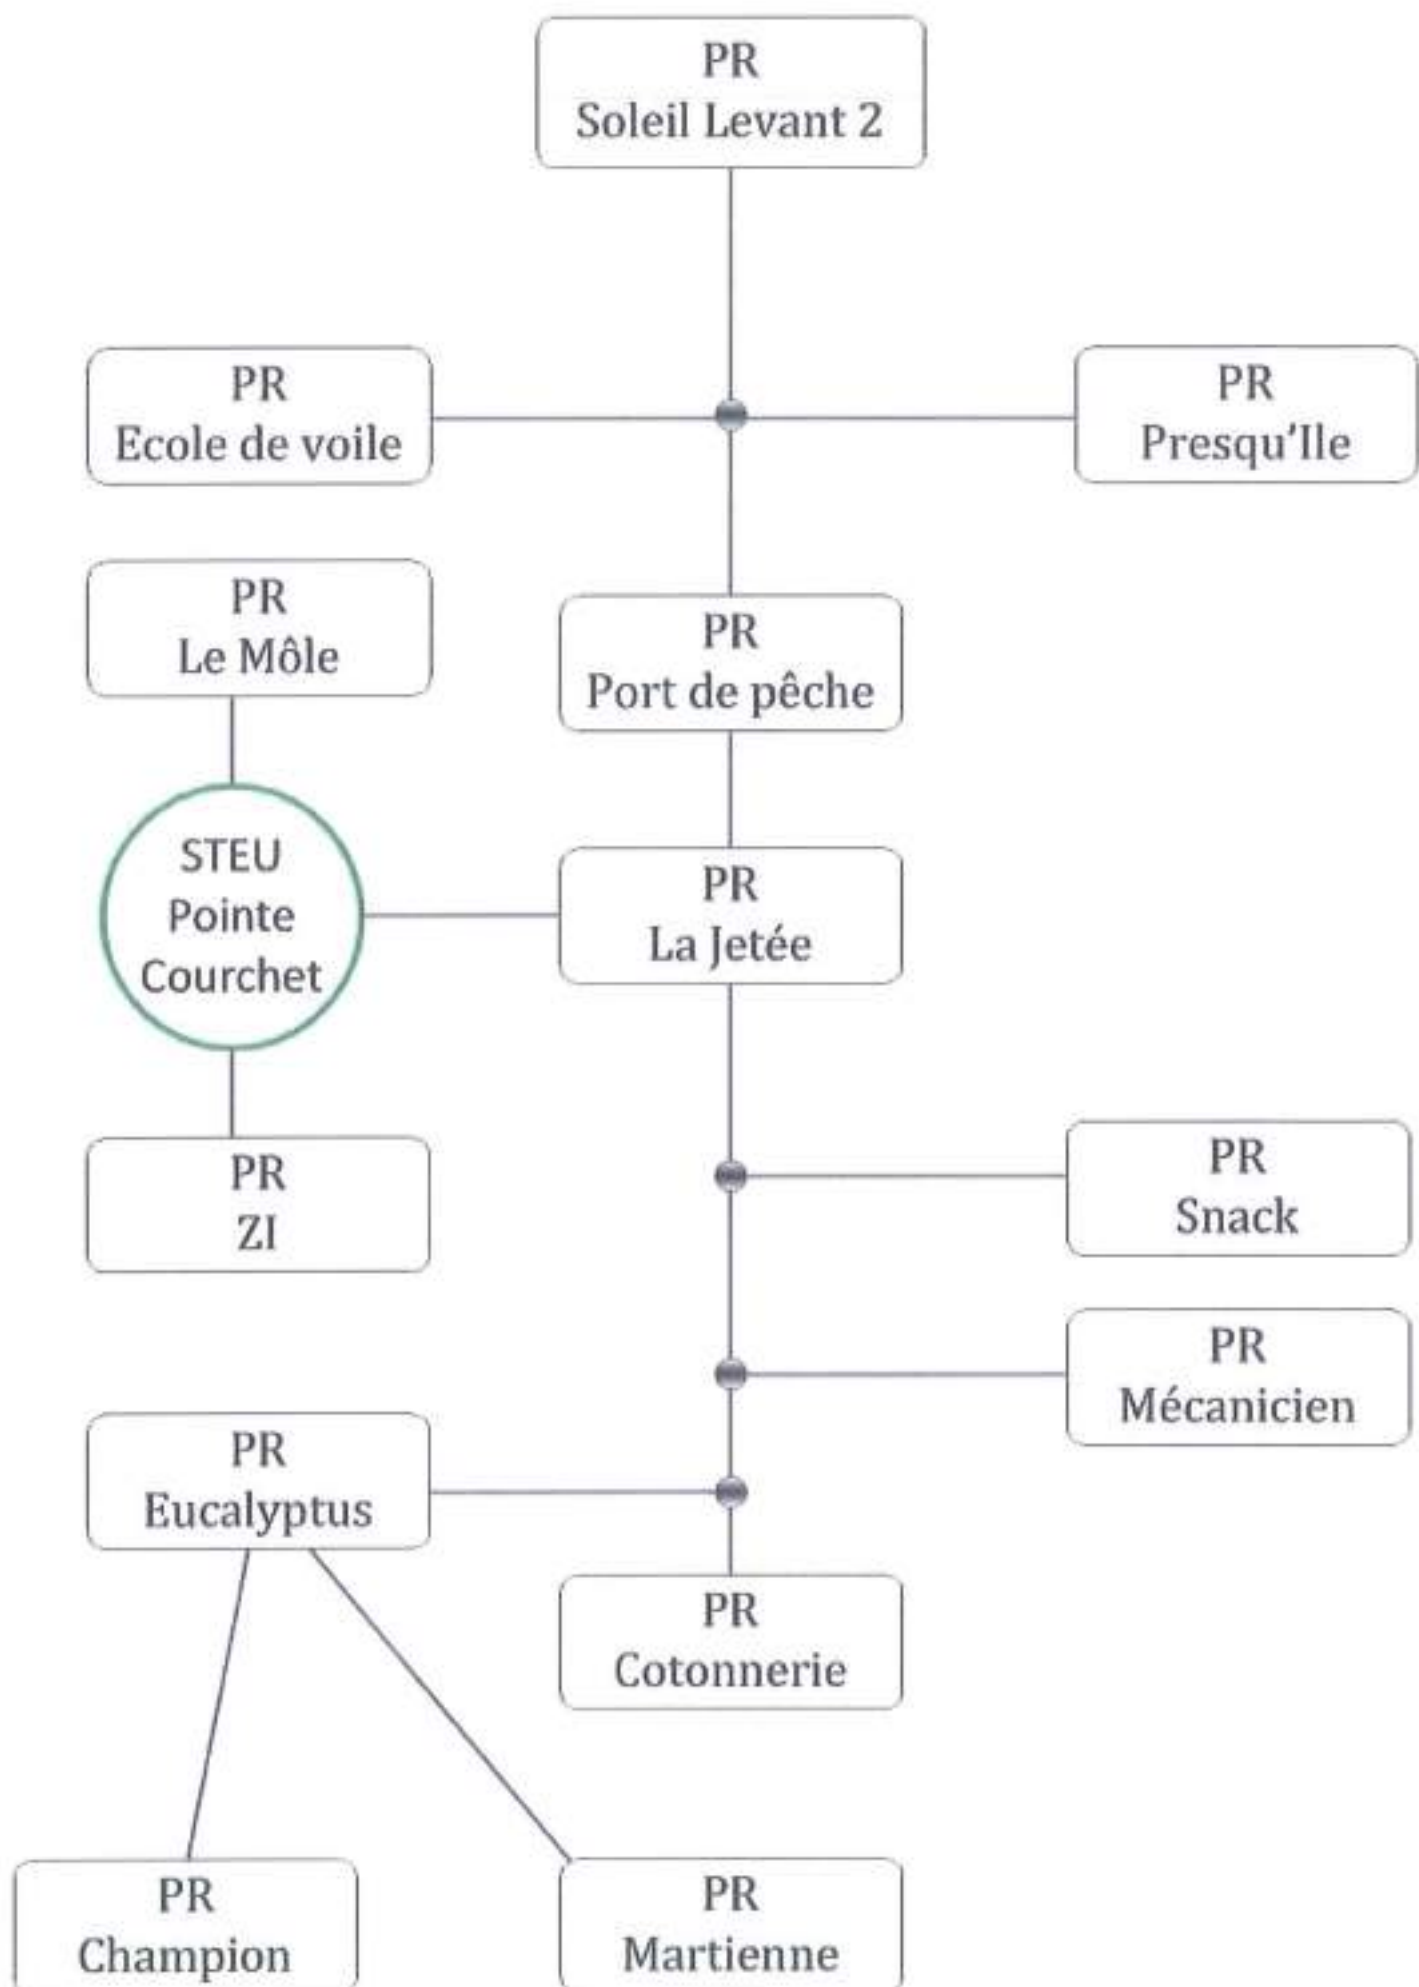 PR
Soleil Levant 2
PR
Ecole de voile
PR
Presqu'Ile
PR
Le Môle
PR
Port de pêche
STEU
Pointe
Courchet
PR
La Jetée
PR
ZI
PR
Snack
PR
Mécanicien
PR
Eucalyptus
PR
Cotonnerie
PR
Champion
PR
Martienne